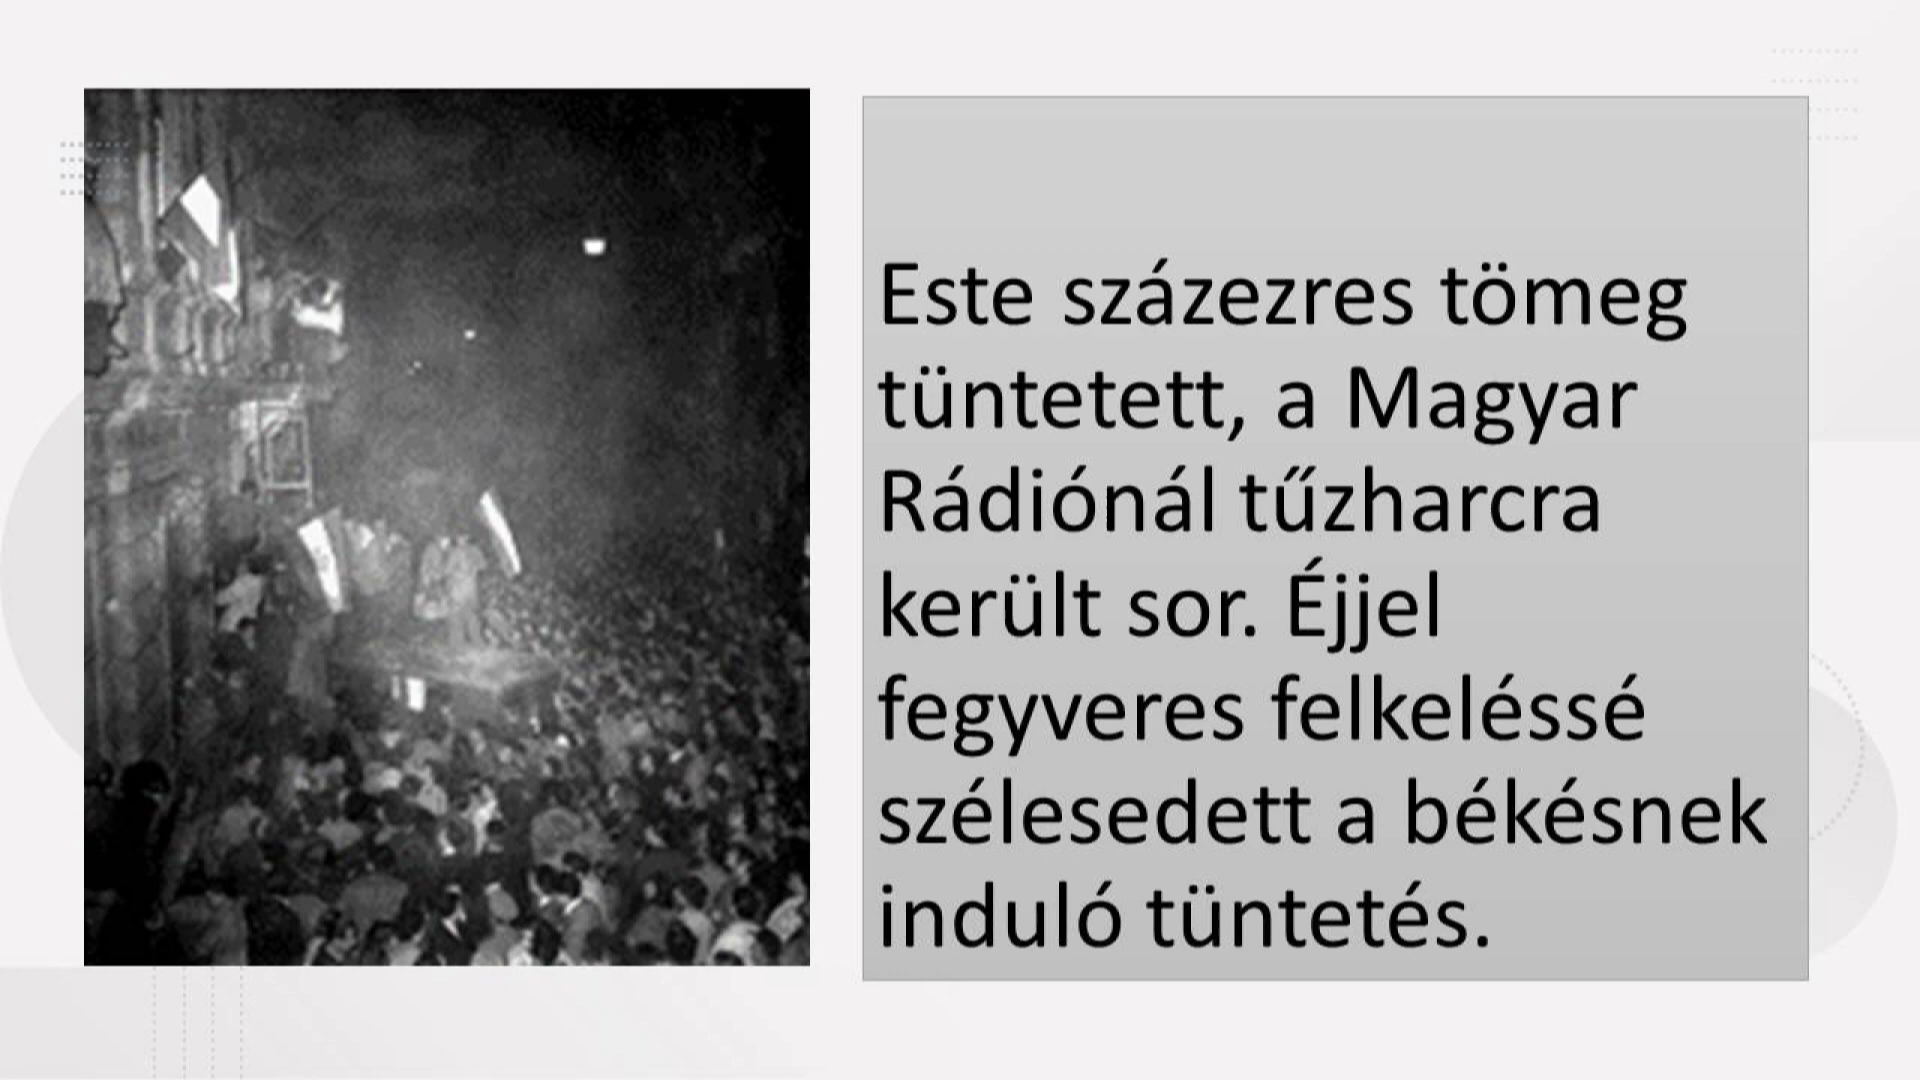 Este százezres tömeg
tüntetett, a Magyar
Rádiónál tűzharcra
került sor. Éjjel
fegyveres felkeléssé
szélesedett a békésnek
induló tüntetés.